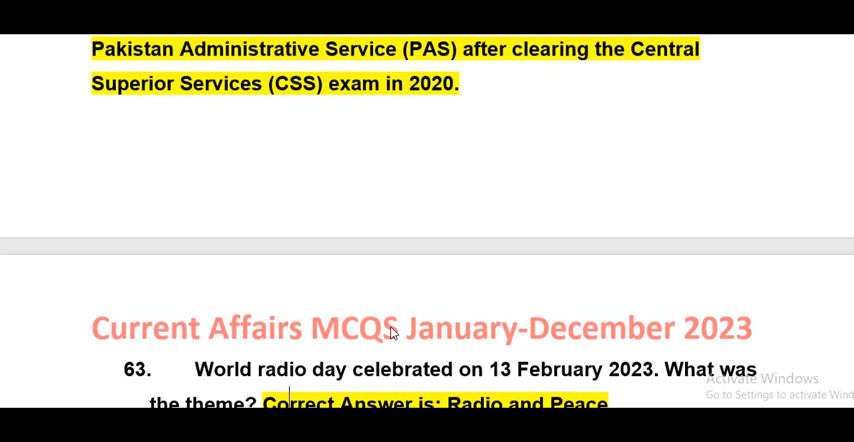 Pakistan Administrative Service (PAS) after clearing the Central
Superior Services (CSS) exam in 2020.
Current Affairs MCQS January-December 2023
63. World radio day celebrated on 13 February 2023. What was
the theme? Correct Answer is: Radio and Peace
Activate Windows
Go to Settings to activate Wind